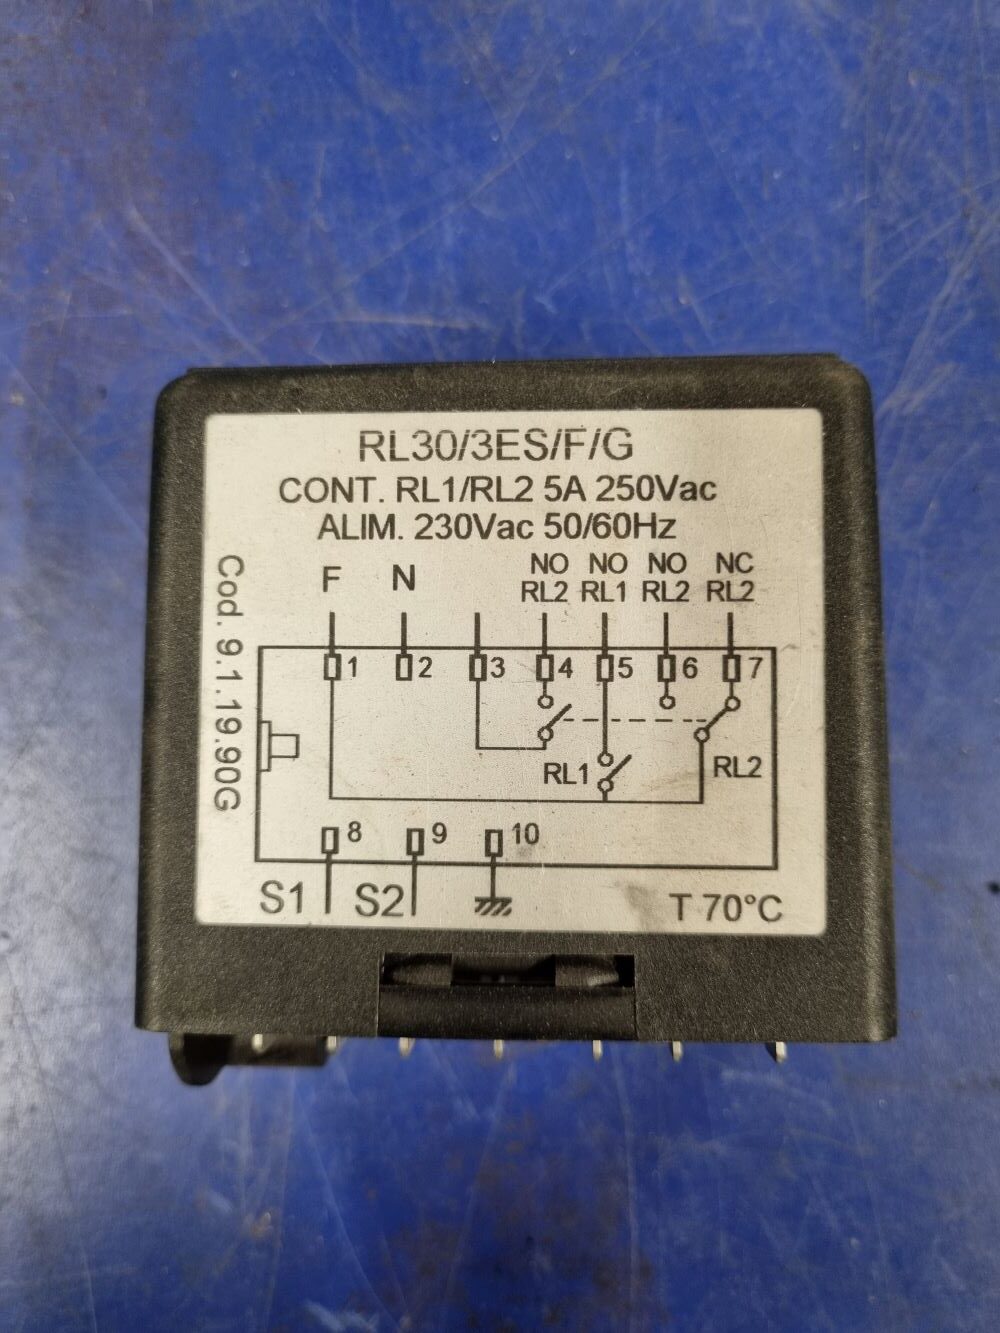 RL30/3ES/F/G
CONT. RL1/RL2 5A 250Vac
ALIM. 230Vac 50/60Hz
NO NO NO NC
F N RL2 RL1 RL2 RL2
1 2 3 4 5 6 7
RL1 RL2
8 9 10
S1 S2 T 70°C
Cod. 9.1.19.90G